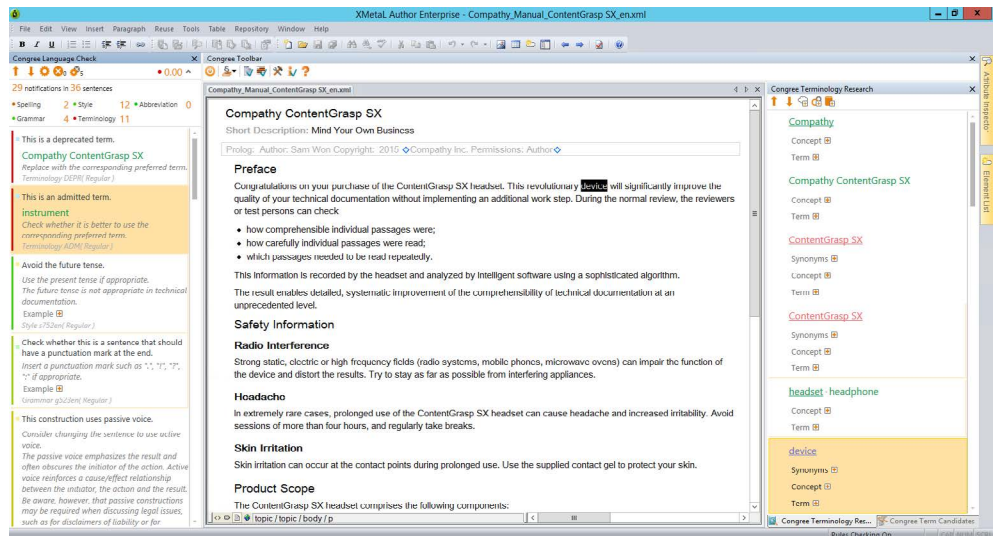 XMetaL Author Enterprise - Compathy_Manual_ContentGrasp SX_en.xml
File Edit View Insert Paragraph Reuse Tools Table Repository Window Help
B I U
Congree Language Check
0.00
29 notifications in 36 sentences
Spelling 2 Style 12 Abbreviation 0
Grammar 4 Terminology 11
This is a deprecated term.
Compathy ContentGrasp SX
Replace with the corresponding preferred term.
Terminology DEPR( Regular )
This is an admitted term.
instrument
Check whether it is better to use the
corresponding preferred term.
Terminology ADM( Regular )
Avoid the future tense.
Use the present tense if appropriate.
The future tense is not appropriate in technical
documentation.
Example
Style s752en( Regular )
Check whether this is a sentence that should
have a punctuation mark at the end.
Insert a punctuation mark such as ".", "!", "?",
":" if appropriate.
Example
Grammar g523en( Regular )
This construction uses passive voice.
Consider changing the sentence to use active
voice.
The passive voice emphasizes the result and
often obscures the initiator of the action. Active
voice reinforces a cause/effect relationship
between the initiator, the action and the result.
Be aware, however, that passive constructions
may be required when discussing legal issues,
such as for disclaimers of liability or for
Congree Toolbar
Compathy_Manual_ContentGrasp SX_en.xml
Compathy ContentGrasp SX
Short Description: Mind Your Own Business
Prolog: Author: Sam Won Copyright: 2015 Compathy Inc. Permissions: Author
Preface
Congratulations on your purchase of the ContentGrasp SX headset. This revolutionary device will significantly improve the
quality of your technical documentation without implementing an additional work step. During the normal review, the reviewers
or test persons can check
• how comprehensible individual passages were;
• how carefully individual passages were read;
• which passages needed to be read repeatedly.
This information is recorded by the headset and analyzed by intelligent software using a sophisticated algorithm.
The result enables detailed, systematic improvement of the comprehensibility of technical documentation at an
unprecedented level.
Safety Information
Radio Interference
Strong static, electric or high frequency fields (radio systems, mobile phones, microwave ovens) can impair the function of
the device and distort the results. Try to stay as far as possible from interfering appliances.
Headache
In extremely rare cases, prolonged use of the ContentGrasp SX headset can cause headache and increased irritability. Avoid
sessions of more than four hours, and regularly take breaks.
Skin Irritation
Skin irritation can occur at the contact points during prolonged use. Use the supplied contact gel to protect your skin.
Product Scope
The ContentGrasp SX headset comprises the following components:
topic / topic / body / p
Congree Terminology Research
Compathy
Concept
Term
Compathy ContentGrasp SX
Concept
Term
ContentGrasp SX
Synonyms
Concept
Term
ContentGrasp SX
Synonyms
Concept
Term
headset · headphone
Concept
Term
device
Synonyms
Concept
Term
Congree Terminology Res...
Congree Term Candidates
Attribute Inspector
Element List
Rules Checking On
CAP NUM SCRL